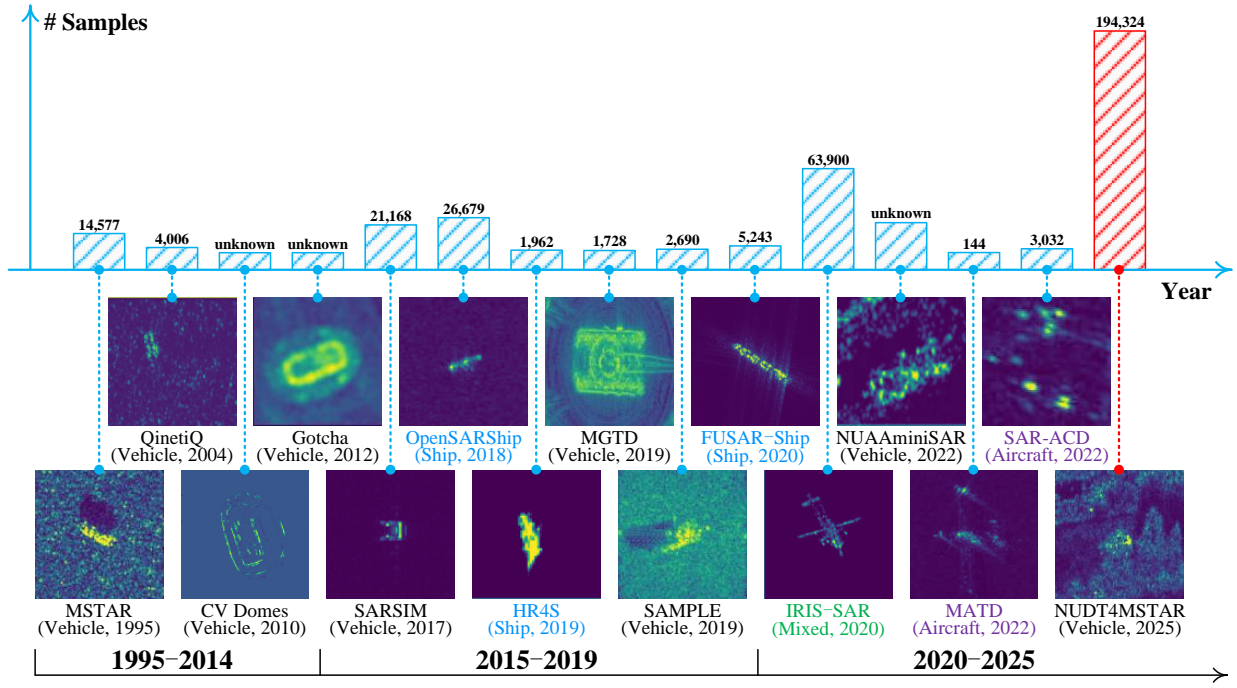 # Samples
194,324
63,900
26,679
21,168
unknown
14,577
5,243
4,006
unknown
unknown
1,962
1,728
2,690
144
3,032
Year
QinetiQ
(Vehicle, 2004)
Gotcha
(Vehicle, 2012)
OpenSARShip
(Ship, 2018)
MGTD
(Vehicle, 2019)
FUSAR-Ship
(Ship, 2020)
NUAAminiSAR
(Vehicle, 2022)
SAR-ACD
(Aircraft, 2022)
MSTAR
(Vehicle, 1995)
CV Domes
(Vehicle, 2010)
SARSIM
(Vehicle, 2017)
HR4S
(Ship, 2019)
SAMPLE
(Vehicle, 2019)
IRIS-SAR
(Mixed, 2020)
MATD
(Aircraft, 2022)
NUDT4MSTAR
(Vehicle, 2025)
1995-2014
2015-2019
2020-2025